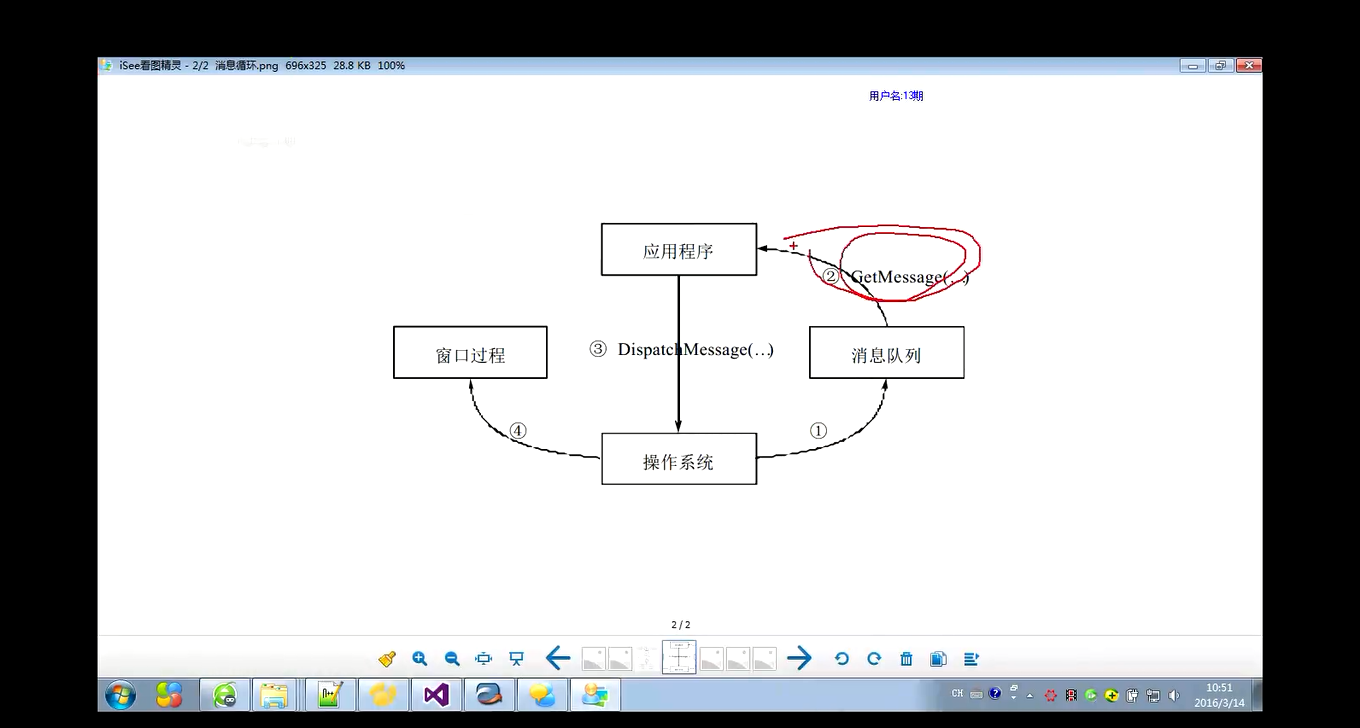 iSee看图精灵 - 2/2 消息循环.png 696x325 28.8 KB 100%
用户名:13期
应用程序
② GetMessage(…)
窗口过程
③ DispatchMessage(…)
消息队列
④
①
操作系统
2 / 2
CH
10:51
2016/3/14